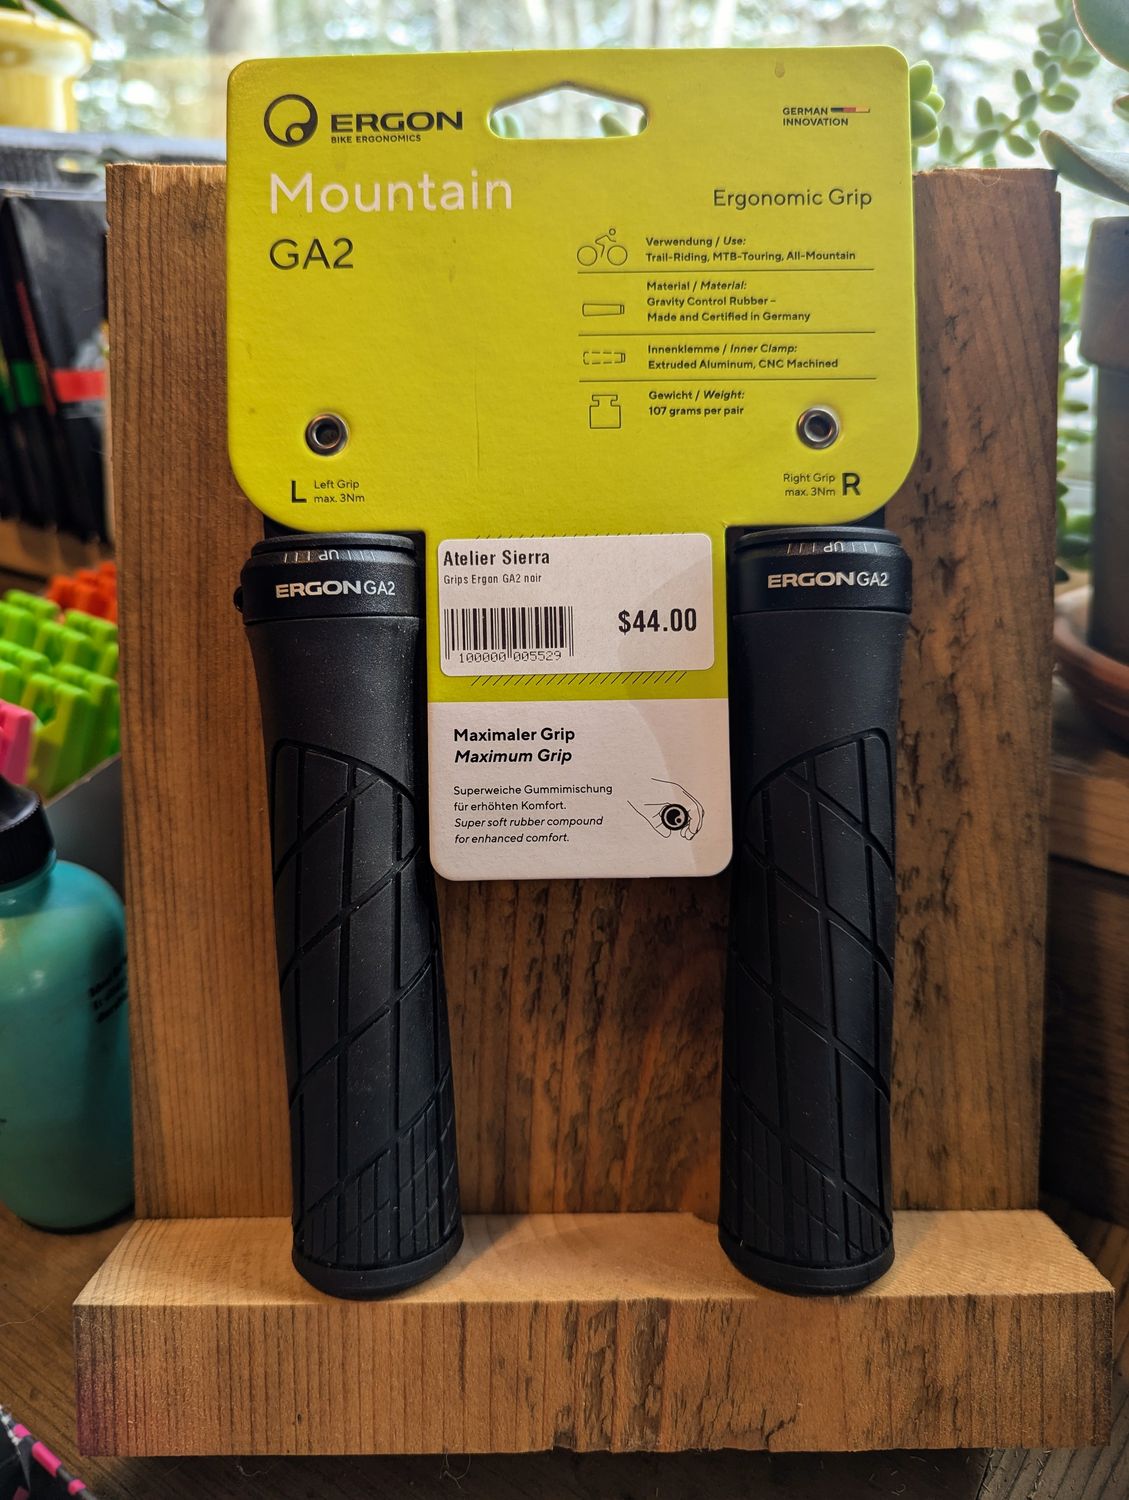 ERGON
BIKE ERGONOMICS
GERMAN
INNOVATION
Mountain
GA2
Ergonomic Grip
Verwendung / Use:
Trail-Riding, MTB-Touring, All-Mountain
Material / Material:
Gravity Control Rubber –
Made and Certified in Germany
Innenklemme / Inner Clamp:
Extruded Aluminum, CNC Machined
Gewicht / Weight:
107 grams per pair
L Left Grip
max. 3Nm
Right Grip R
max. 3Nm
UP
ERGON GA2
UP
ERGON GA2
Atelier Sierra
Grips Ergon GA2 noir
$44.00
100000 005529
Maximaler Grip
Maximum Grip
Superweiche Gummimischung
für erhöhten Komfort.
Super soft rubber compound
for enhanced comfort.